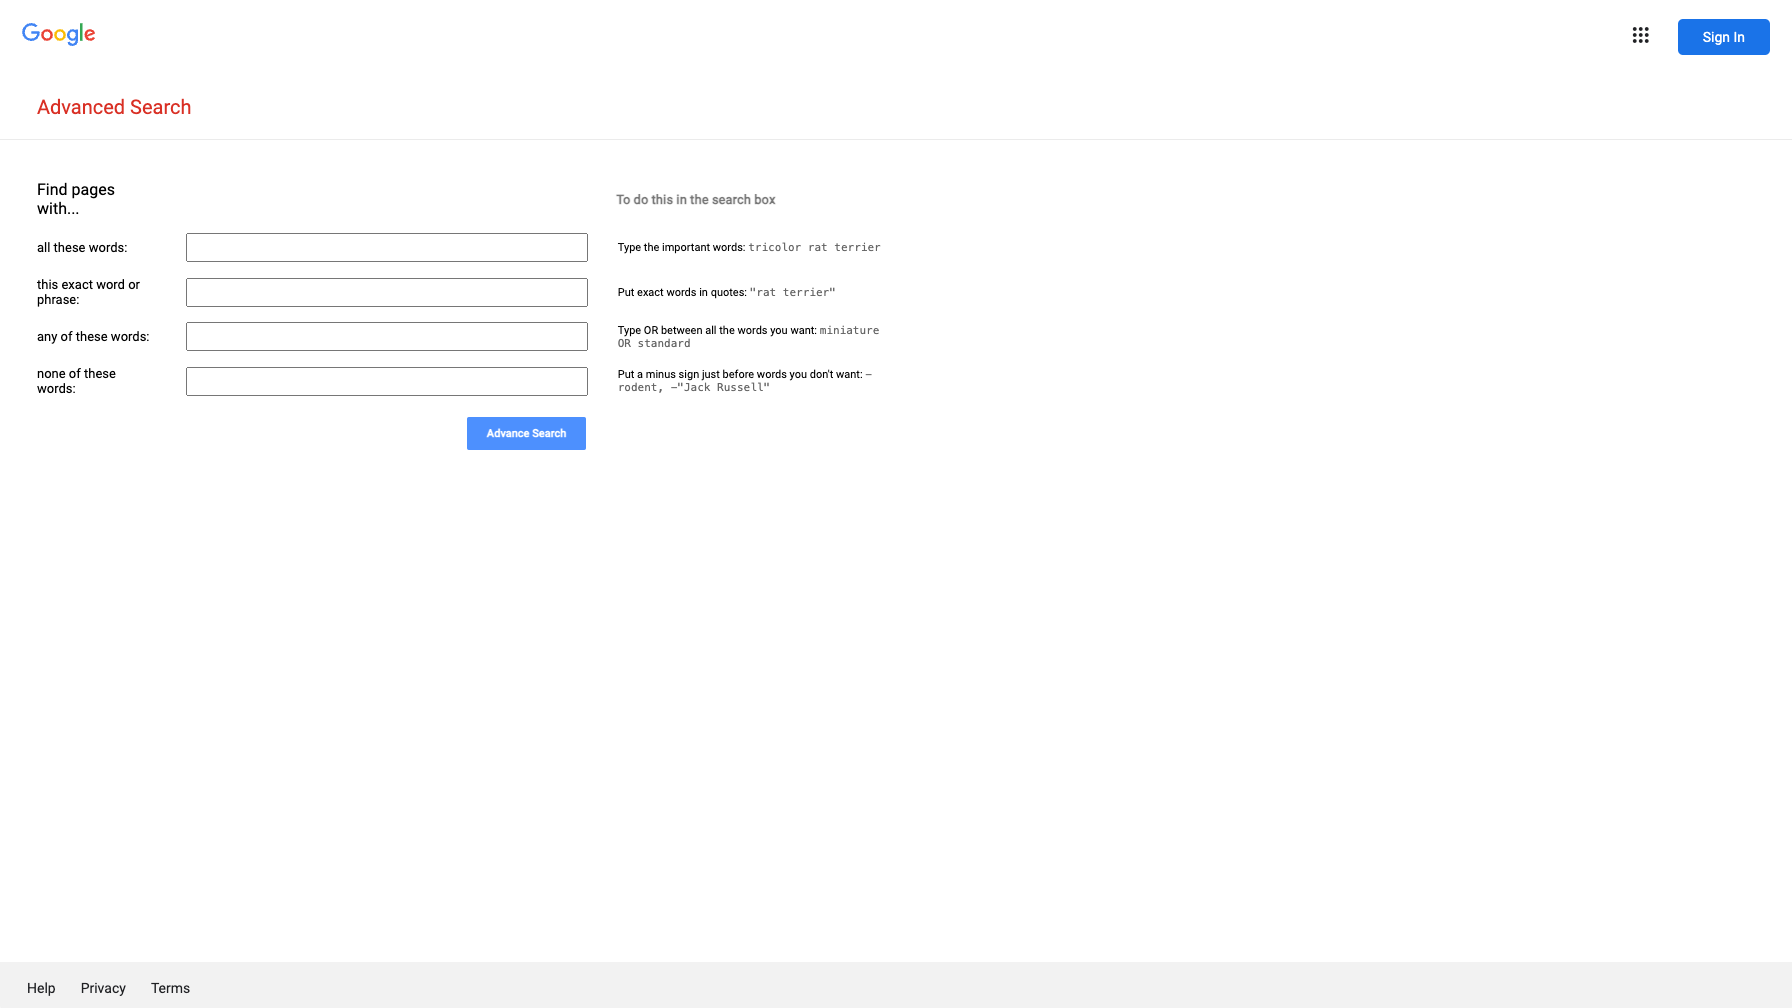 Google
Sign In
Advanced Search
Find pages
with...
To do this in the search box
all these words:
Type the important words: tricolor rat terrier
this exact word or
phrase:
Put exact words in quotes: "rat terrier"
any of these words:
Type OR between all the words you want: miniature
OR standard
none of these
words:
Put a minus sign just before words you don't want: –
rodent, –"Jack Russell"
Advance Search
Help
Privacy
Terms